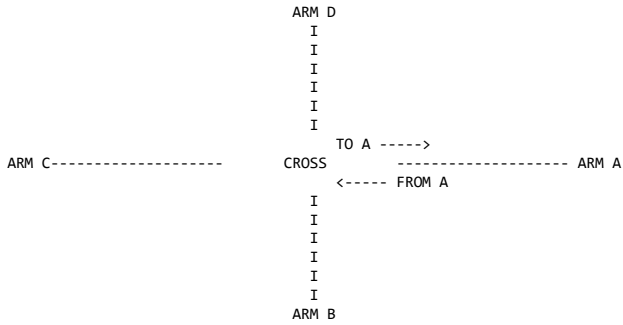 ARM D
I
I
I
I
I
I
TO A ----->
ARM C-------------------- CROSS -------------------- ARM A
<----- FROM A
I
I
I
I
I
I
ARM B